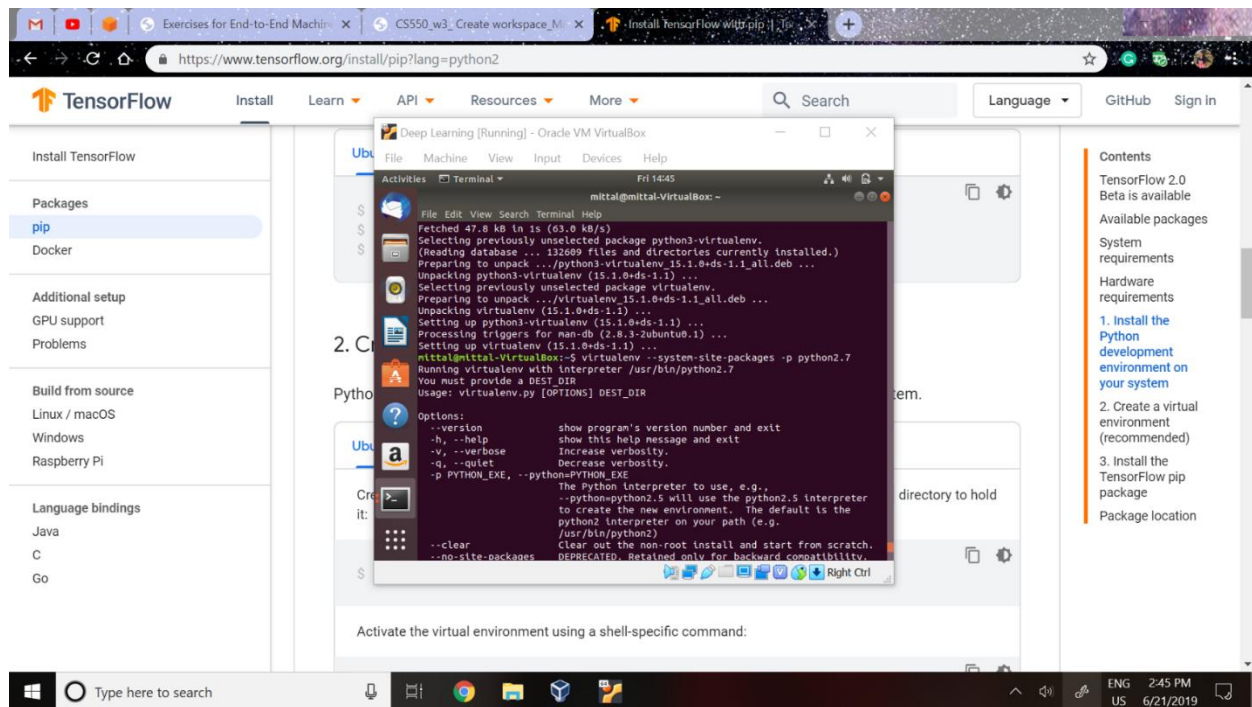 Exercises for End-to-End Machin
CS550_w3_ Create workspace_M
Install TensorFlow with pip | Te
https://www.tensorflow.org/install/pip?lang=python2
TensorFlow
Install
Learn
API
Resources
More
Search
Language
GitHub
Sign in
Install TensorFlow
Packages
pip
Docker
Additional setup
GPU support
Problems
Build from source
Linux / macOS
Windows
Raspberry Pi
Language bindings
Java
C
Go
Ubu
$
$
$
2. Cr
Pytho
tem.
Ubu
Cre
directory to hold
it:
$
Activate the virtual environment using a shell-specific command:
Deep Learning [Running] - Oracle VM VirtualBox
File Machine View Input Devices Help
Activities Terminal Fri 14:45
mittal@mittal-VirtualBox: ~
File Edit View Search Terminal Help
Fetched 47.8 kB in 1s (63.0 kB/s)
Selecting previously unselected package python3-virtualenv.
(Reading database ... 132609 files and directories currently installed.)
Preparing to unpack .../python3-virtualenv_15.1.0+ds-1.1_all.deb ...
Unpacking python3-virtualenv (15.1.0+ds-1.1) ...
Selecting previously unselected package virtualenv.
Preparing to unpack .../virtualenv_15.1.0+ds-1.1_all.deb ...
Unpacking virtualenv (15.1.0+ds-1.1) ...
Setting up python3-virtualenv (15.1.0+ds-1.1) ...
Processing triggers for man-db (2.8.3-2ubuntu0.1) ...
Setting up virtualenv (15.1.0+ds-1.1) ...
mittal@mittal-VirtualBox:~$ virtualenv --system-site-packages -p python2.7
Running virtualenv with interpreter /usr/bin/python2.7
You must provide a DEST_DIR
Usage: virtualenv.py [OPTIONS] DEST_DIR
Options:
--version show program's version number and exit
-h, --help show this help message and exit
-v, --verbose Increase verbosity.
-q, --quiet Decrease verbosity.
-p PYTHON_EXE, --python=PYTHON_EXE
The Python interpreter to use, e.g.,
--python=python2.5 will use the python2.5 interpreter
to create the new environment. The default is the
python2 interpreter on your path (e.g.
/usr/bin/python2)
--clear Clear out the non-root install and start from scratch.
--no-site-packages DEPRECATED. Retained only for backward compatibility.
Right Ctrl
Contents
TensorFlow 2.0
Beta is available
Available packages
System
requirements
Hardware
requirements
1. Install the
Python
development
environment on
your system
2. Create a virtual
environment
(recommended)
3. Install the
TensorFlow pip
package
Package location
Type here to search
ENG
US
2:45 PM
6/21/2019